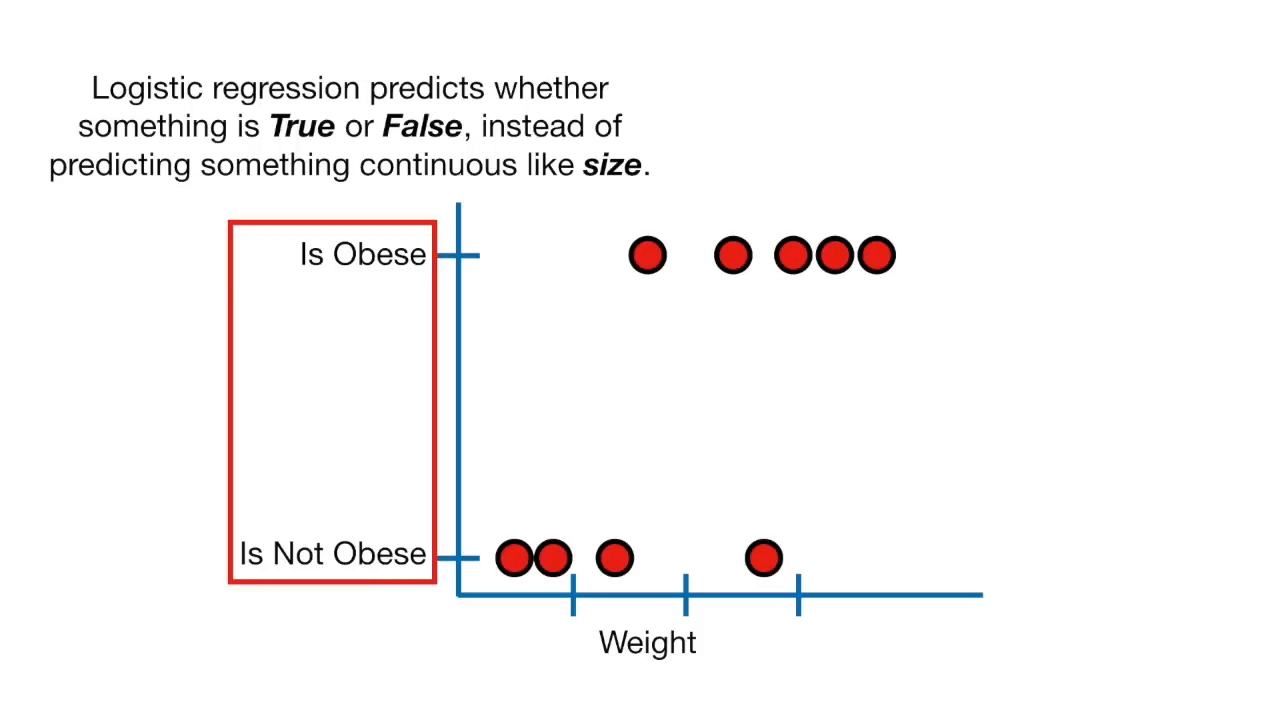 Logistic regression predicts whether
something is True or False, instead of
predicting something continuous like size.
Is Obese
Is Not Obese
Weight